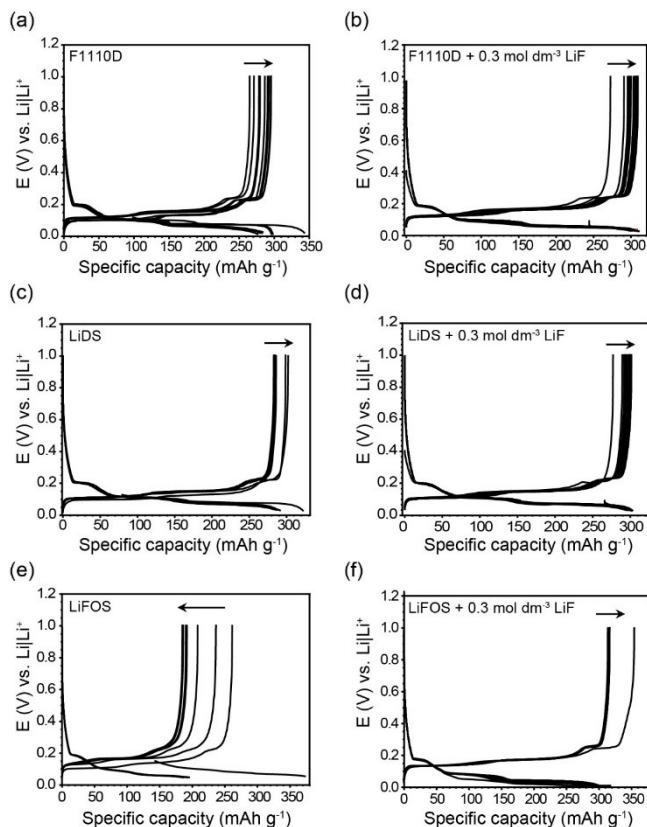 (a)
F1110D
E (V) vs. Li|Li⁺
1.2
1.0
0.8
0.6
0.4
0.2
0.0
0 50 100 150 200 250 300 350
Specific capacity (mAh g⁻¹)
(b)
F1110D + 0.3 mol dm⁻³ LiF
E (V) vs. Li|Li⁺
1.2
1.0
0.8
0.6
0.4
0.2
0.0
0 50 100 150 200 250 300
Specific capacity (mAh g⁻¹)
(c)
LiDS
E (V) vs. Li|Li⁺
1.2
1.0
0.8
0.6
0.4
0.2
0.0
0 50 100 150 200 250 300
Specific capacity (mAh g⁻¹)
(d)
LiDS + 0.3 mol dm⁻³ LiF
E (V) vs. Li|Li⁺
1.2
1.0
0.8
0.6
0.4
0.2
0.0
0 50 100 150 200 250 300
Specific capacity (mAh g⁻¹)
(e)
LiFOS
E (V) vs. Li|Li⁺
1.2
1.0
0.8
0.6
0.4
0.2
0.0
0 50 100 150 200 250 300 350
Specific capacity (mAh g⁻¹)
(f)
LiFOS + 0.3 mol dm⁻³ LiF
E (V) vs. Li|Li⁺
1.2
1.0
0.8
0.6
0.4
0.2
0.0
0 50 100 150 200 250 300 350
Specific capacity (mAh g⁻¹)